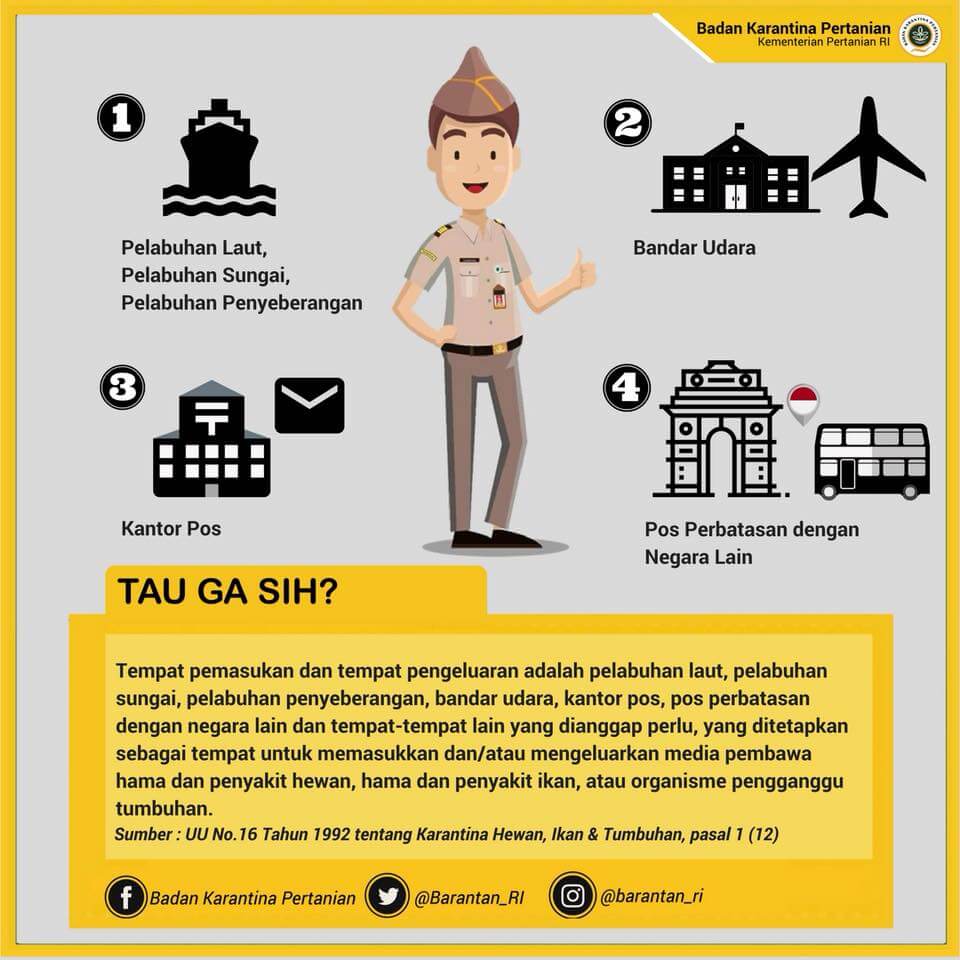 Badan Karantina Pertanian
Kementerian Pertanian RI
BADAN KARANTINA PERTANIAN
1
Pelabuhan Laut,
Pelabuhan Sungai,
Pelabuhan Penyeberangan
2
Bandar Udara
3
Kantor Pos
4
Pos Perbatasan dengan
Negara Lain
TAU GA SIH?
Tempat pemasukan dan tempat pengeluaran adalah pelabuhan laut, pelabuhan
sungai, pelabuhan penyeberangan, bandar udara, kantor pos, pos perbatasan
dengan negara lain dan tempat-tempat lain yang dianggap perlu, yang ditetapkan
sebagai tempat untuk memasukkan dan/atau mengeluarkan media pembawa
hama dan penyakit hewan, hama dan penyakit ikan, atau organisme pengganggu
tumbuhan.
Sumber : UU No.16 Tahun 1992 tentang Karantina Hewan, Ikan & Tumbuhan, pasal 1 (12)
Badan Karantina Pertanian
@Barantan_RI
@barantan_ri